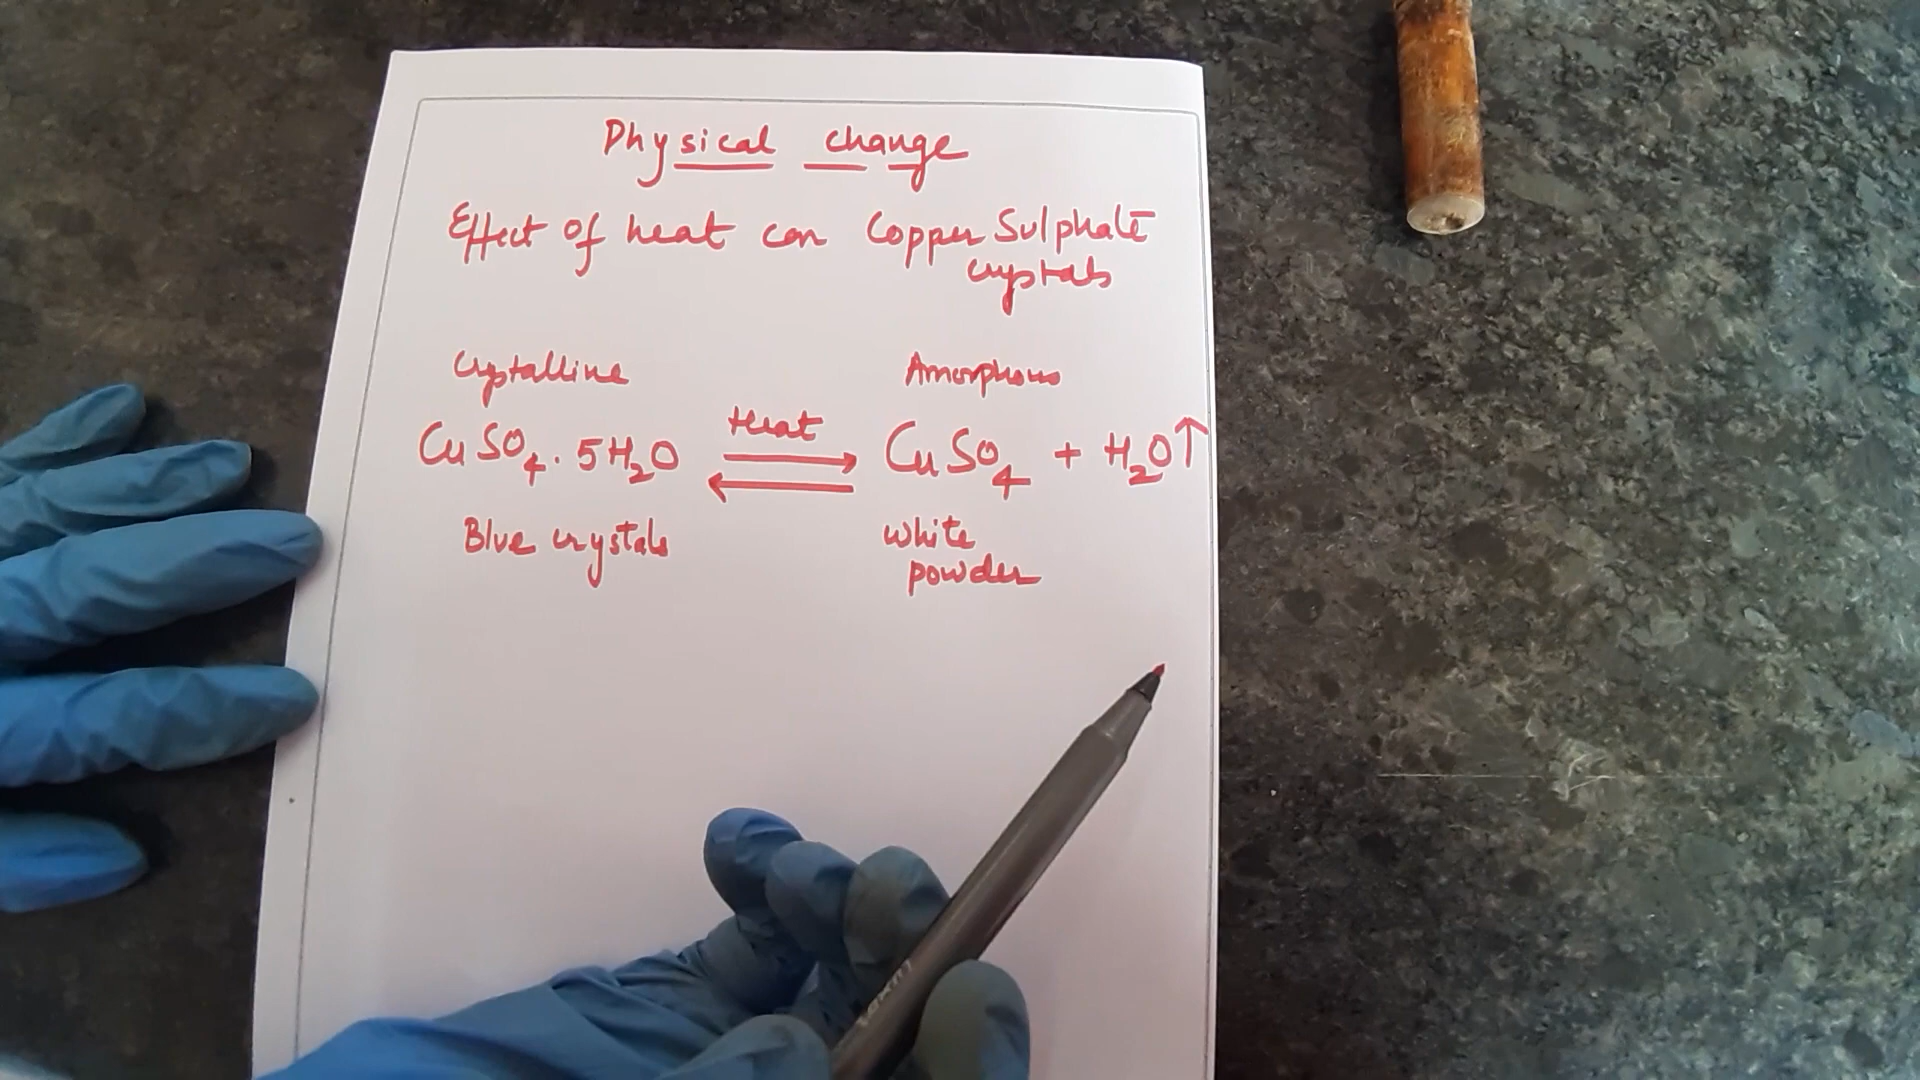 Physical change
Effect of heat on Copper Sulphate
crystals
Crystalline
Amorphous
CuSO₄ . 5H₂O
Heat
CuSO₄ + H₂O↑
Blue crystals
White
powder